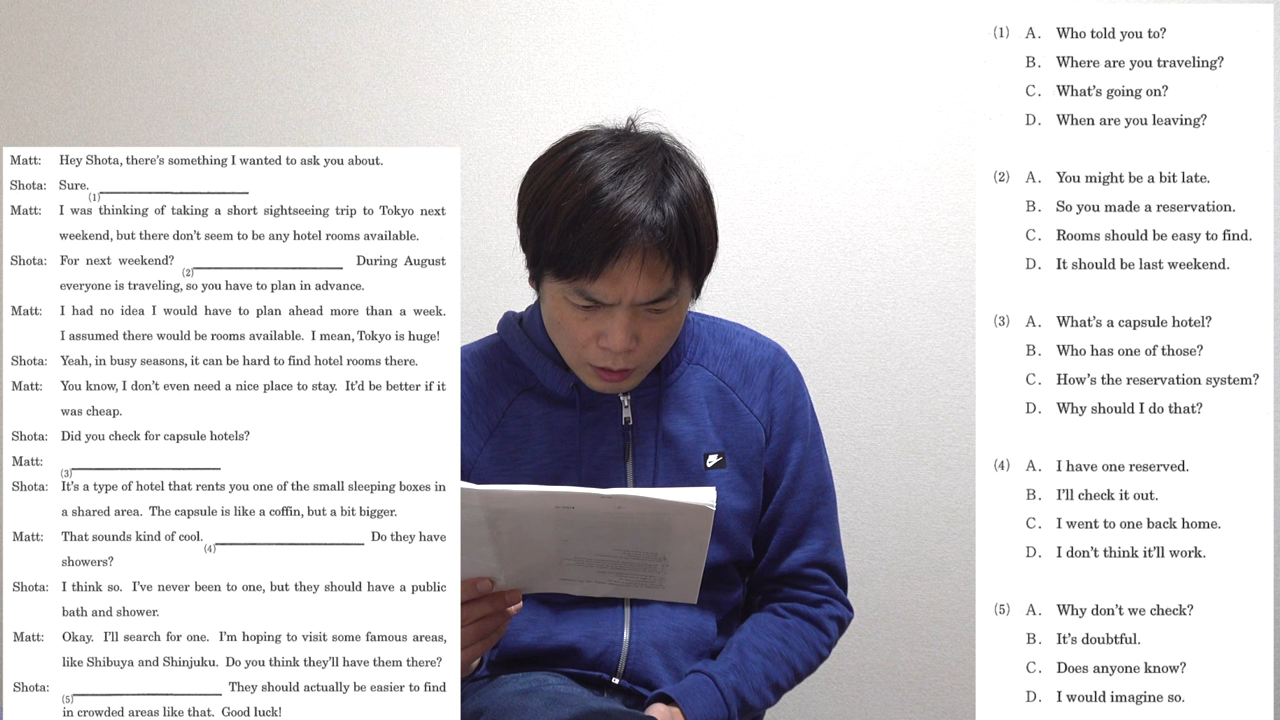 Matt: Hey Shota, there's something I wanted to ask you about.
Shota: Sure. (1)
Matt: I was thinking of taking a short sightseeing trip to Tokyo next
weekend, but there don't seem to be any hotel rooms available.
Shota: For next weekend? (2) During August
everyone is traveling, so you have to plan in advance.
Matt: I had no idea I would have to plan ahead more than a week.
I assumed there would be rooms available. I mean, Tokyo is huge!
Shota: Yeah, in busy seasons, it can be hard to find hotel rooms there.
Matt: You know, I don't even need a nice place to stay. It'd be better if it
was cheap.
Shota: Did you check for capsule hotels?
Matt: (3)
Shota: It's a type of hotel that rents you one of the small sleeping boxes in
a shared area. The capsule is like a coffin, but a bit bigger.
Matt: That sounds kind of cool. (4) Do they have
showers?
Shota: I think so. I've never been to one, but they should have a public
bath and shower.
Matt: Okay. I'll search for one. I'm hoping to visit some famous areas,
like Shibuya and Shinjuku. Do you think they'll have them there?
Shota: (5) They should actually be easier to find
in crowded areas like that. Good luck!
(1) A. Who told you to?
B. Where are you traveling?
C. What's going on?
D. When are you leaving?
(2) A. You might be a bit late.
B. So you made a reservation.
C. Rooms should be easy to find.
D. It should be last weekend.
(3) A. What's a capsule hotel?
B. Who has one of those?
C. How's the reservation system?
D. Why should I do that?
(4) A. I have one reserved.
B. I'll check it out.
C. I went to one back home.
D. I don't think it'll work.
(5) A. Why don't we check?
B. It's doubtful.
C. Does anyone know?
D. I would imagine so.